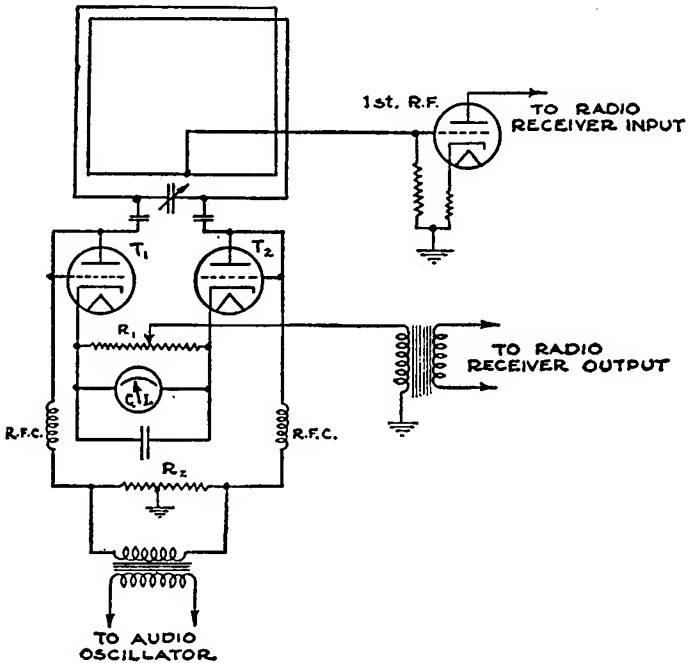 1st. R.F.
TO RADIO
RECEIVER INPUT
T1
T2
R1
TO RADIO
RECEIVER OUTPUT
C.I.
R.F.C.
R.F.C.
R2
TO AUDIO
OSCILLATOR